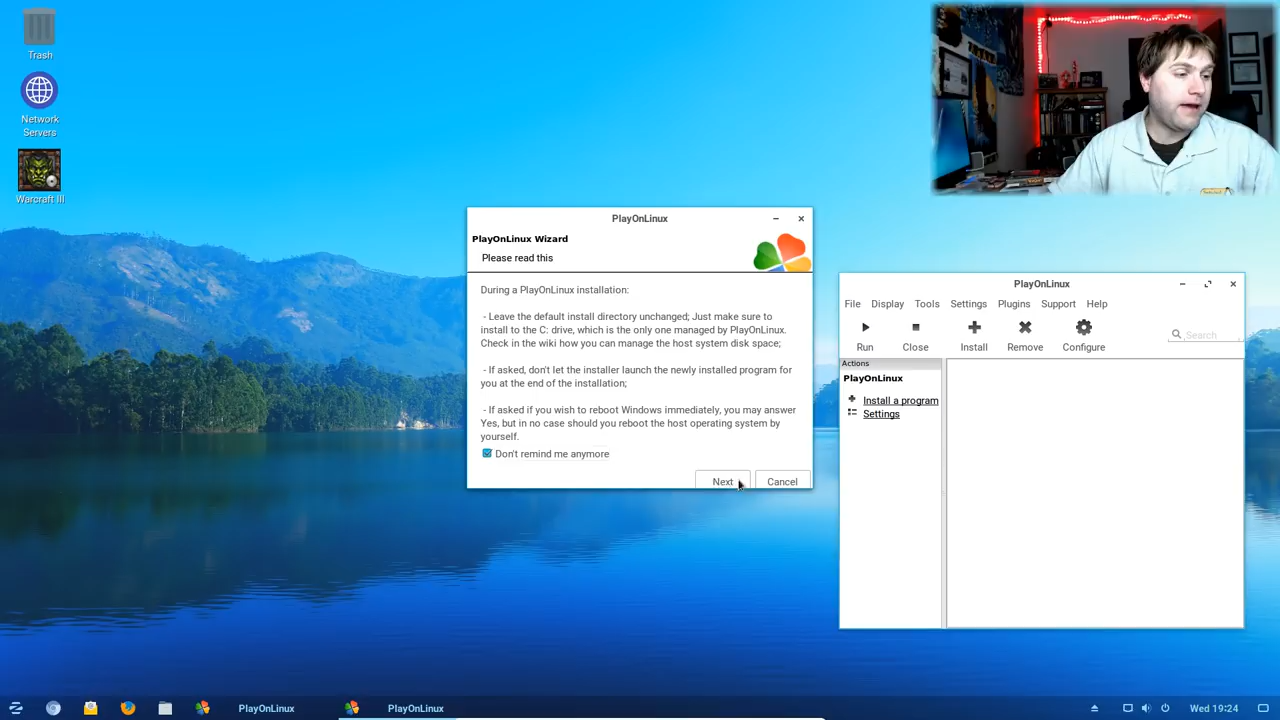 Trash
Network
Servers
Warcraft III
PlayOnLinux
PlayOnLinux Wizard
Please read this
During a PlayOnLinux installation:
- Leave the default install directory unchanged; Just make sure to
install to the C: drive, which is the only one managed by PlayOnLinux.
Check in the wiki how you can manage the host system disk space;
- If asked, don't let the installer launch the newly installed program for
you at the end of the installation;
- If asked if you wish to reboot Windows immediately, you may answer
Yes, but in no case should you reboot the host operating system by
yourself.
Don't remind me anymore
Next Cancel
PlayOnLinux
File Display Tools Settings Plugins Support Help
Run Close Install Remove Configure Search
Actions
PlayOnLinux
Install a program
Settings
PlayOnLinux PlayOnLinux Wed 19:24